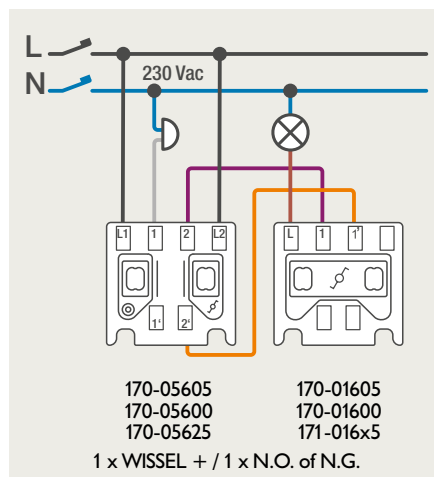 L
N
230 Vac
L1 1 2 L2
L 1 1'
1' 2'
170-05605
170-05600
170-05625
170-01605
170-01600
171-016x5
1 x WISSEL + / 1 x N.O. of N.G.